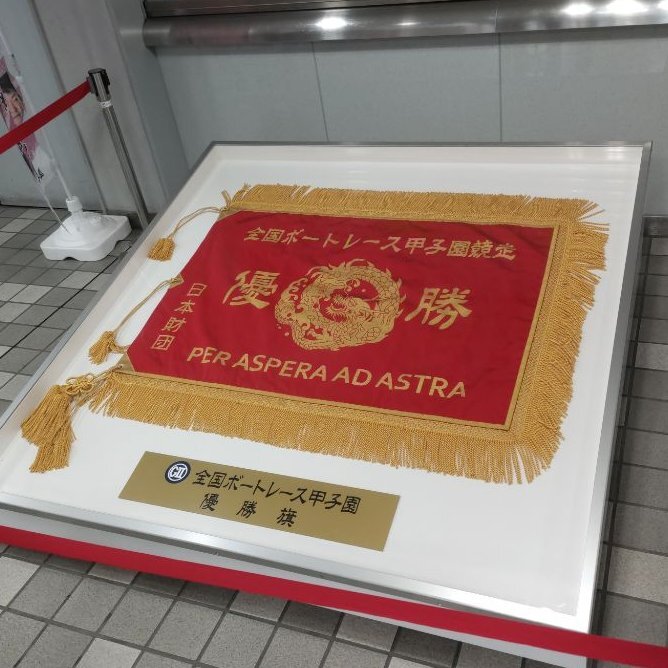 全国ボートレース甲子園競走
優勝
日本財団
PER ASPERA AD ASTRA
GII 全国ボートレース甲子園
優勝旗